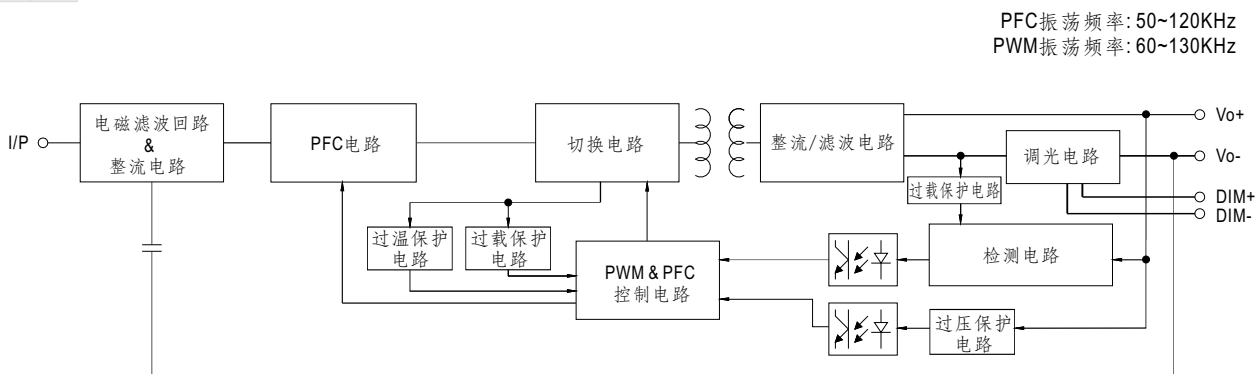 PFC振荡频率: 50~120KHz
PWM振荡频率: 60~130KHz
I/P
电磁滤波回路
&
整流电路
PFC电路
切换电路
整流/滤波电路
调光电路
Vo+
Vo-
DIM+
DIM-
过载保护电路
过温保护
电路
过载保护
电路
PWM & PFC
控制电路
检测电路
过压保护
电路